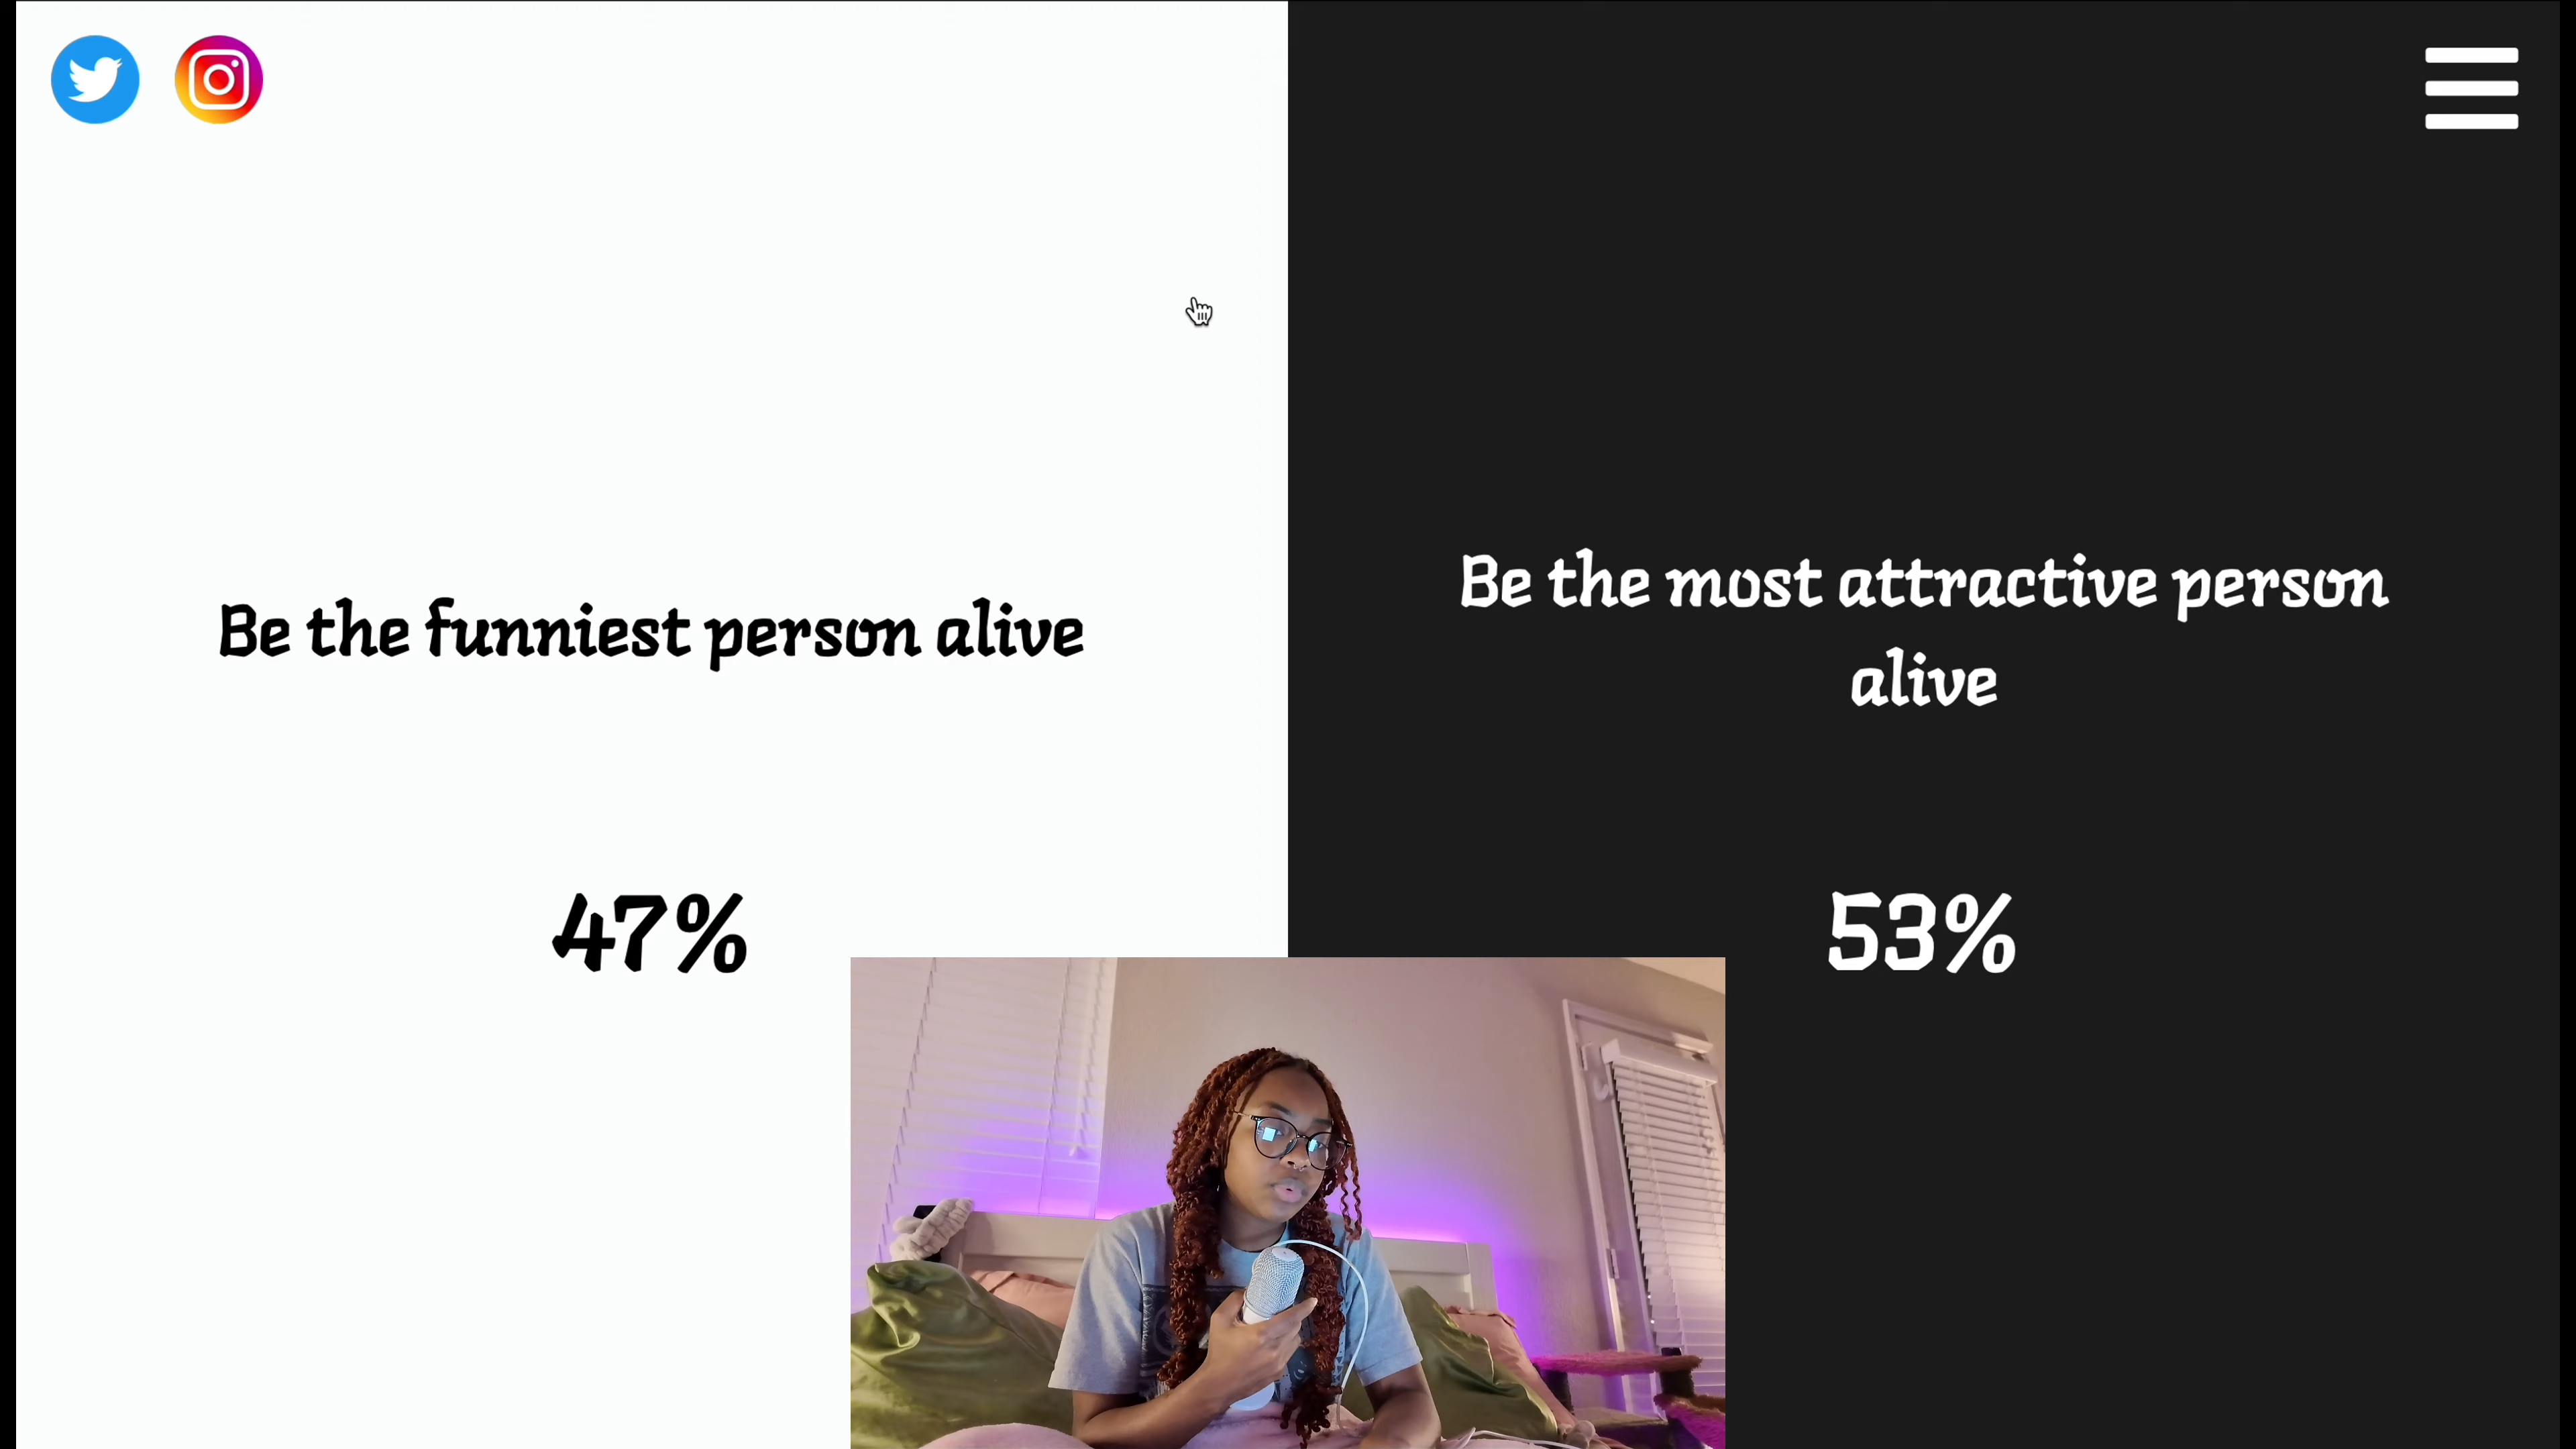 Be the funniest person alive
47%
Be the most attractive person
alive
53%